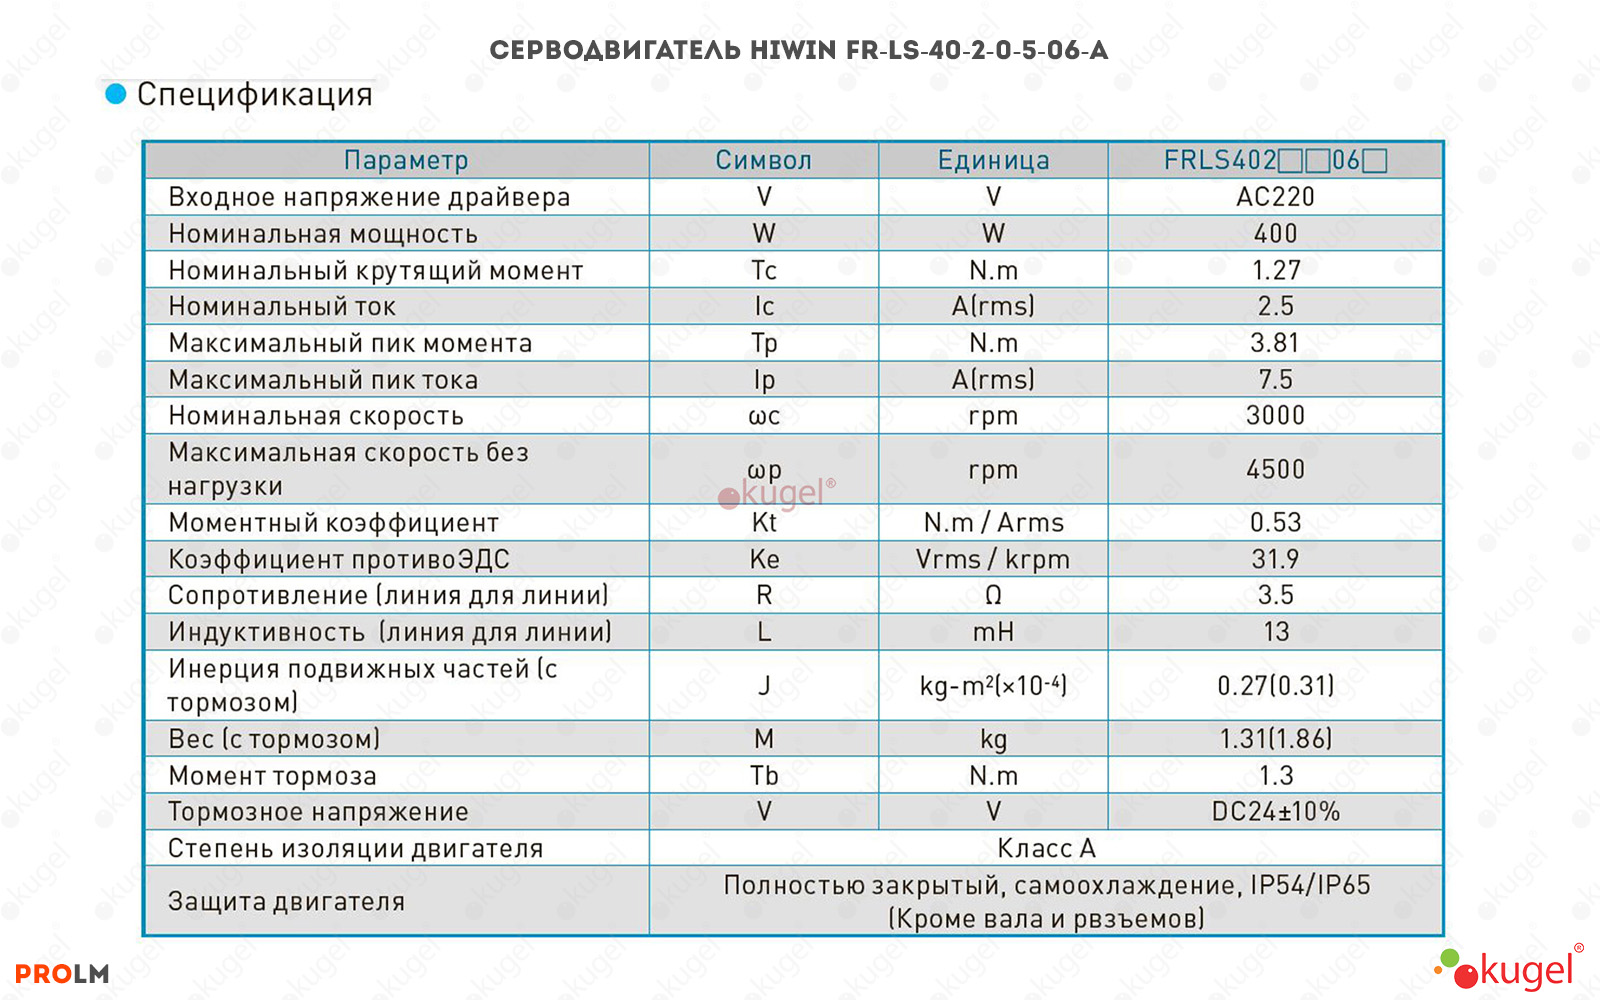 СЕРВОДВИГАТЕЛЬ HIWIN FR-LS-40-2-0-5-06-A
Спецификация
Параметр Символ Единица FRLS402□□06□
Входное напряжение драйвера V V AC220
Номинальная мощность W W 400
Номинальный крутящий момент Tc N.m 1.27
Номинальный ток Ic A(rms) 2.5
Максимальный пик момента Tp N.m 3.81
Максимальный пик тока Ip A(rms) 7.5
Номинальная скорость ωc rpm 3000
Максимальная скорость без
нагрузки ωp rpm 4500
Моментный коэффициент Kt N.m / Arms 0.53
Коэффициент противоЭДС Ke Vrms / krpm 31.9
Сопротивление (линия для линии) R Ω 3.5
Индуктивность (линия для линии) L mH 13
Инерция подвижных частей (с
тормозом) J kg-m²(×10⁻⁴) 0.27(0.31)
Вес (с тормозом) M kg 1.31(1.86)
Момент тормоза Tb N.m 1.3
Тормозное напряжение V V DC24±10%
Степень изоляции двигателя Класс A
Защита двигателя Полностью закрытый, самоохлаждение, IP54/IP65
(Кроме вала и рвзъемов)
kugel®
PROLM
kugel®